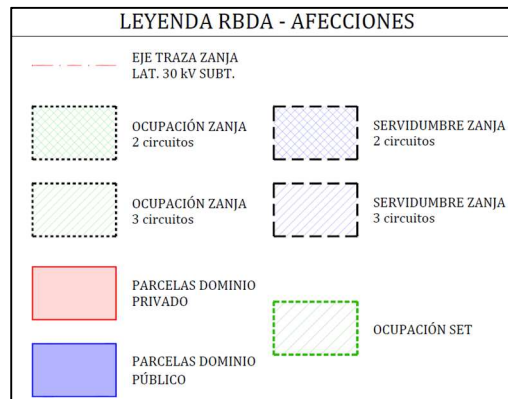 LEYENDA RBDA - AFECCIONES
EJE TRAZA ZANJA
LAT. 30 kV SUBT.
OCUPACIÓN ZANJA
2 circuitos
SERVIDUMBRE ZANJA
2 circuitos
OCUPACIÓN ZANJA
3 circuitos
SERVIDUMBRE ZANJA
3 circuitos
PARCELAS DOMINIO
PRIVADO
OCUPACIÓN SET
PARCELAS DOMINIO
PÚBLICO